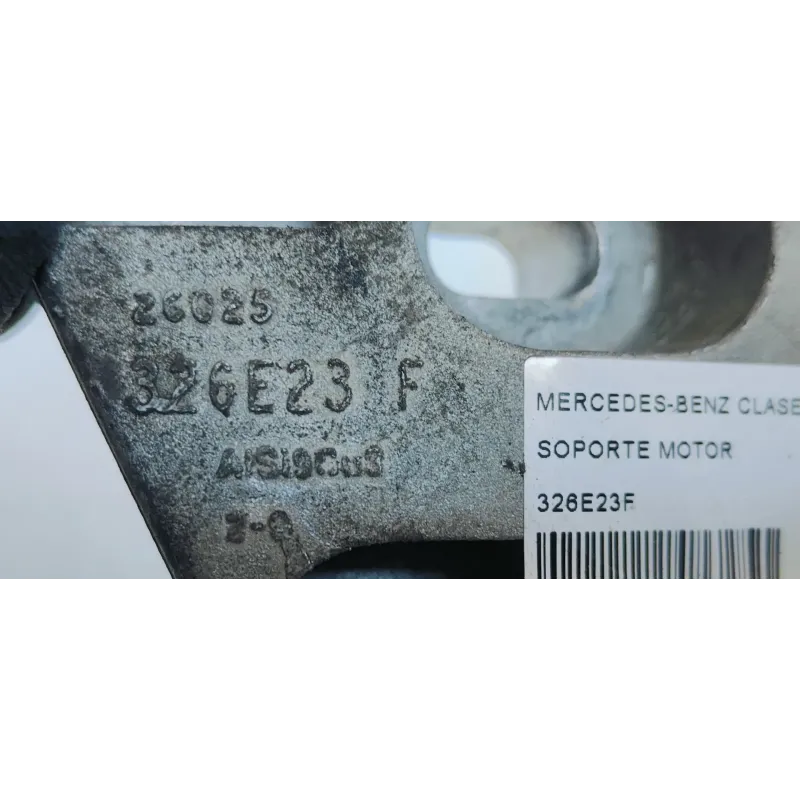 26025
326E23 F
AlSi9Cu3
MERCEDES-BENZ CLASE
SOPORTE MOTOR
326E23F